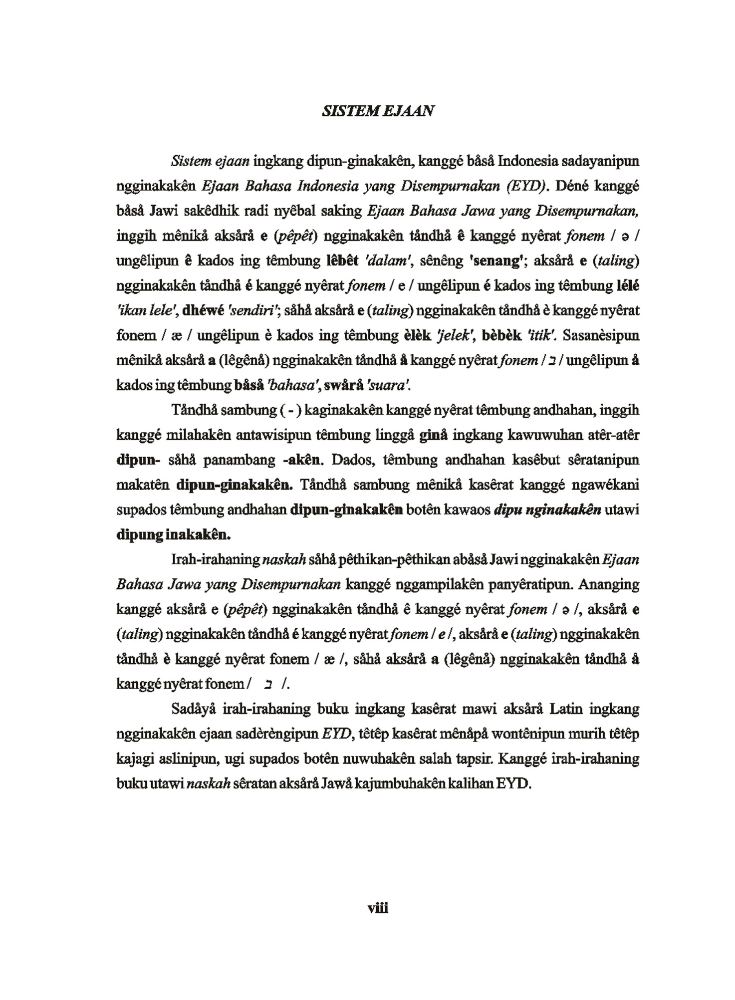 SISTEM EJAAN
Sistem ejaan ingkang dipun-ginakakên, kanggé båså Indonesia sadayanipun
ngginakakên Ejaan Bahasa Indonesia yang Disempurnakan (EYD). Déné kanggé
båså Jawi sakêdhik radi nyêbal saking Ejaan Bahasa Jawa yang Disempurnakan,
inggih mênikå aksårå e (pêpêt) ngginakakên tåndhå ê kanggé nyêrat fonem / ə /
ungêlipun ê kados ing têmbung lêbêt 'dalam', sênêng 'senang'; aksårå e (taling)
ngginakakên tåndhå é kanggé nyêrat fonem / e / ungêlipun é kados ing têmbung lélé
'ikan lele', dhéwé 'sendiri'; såhå aksårå e (taling) ngginakakên tåndhå è kanggé nyêrat
fonem / æ / ungêlipun è kados ing têmbung èlèk 'jelek', bèbèk 'itik'. Sasanèsipun
mênikå aksårå a (lêgênå) ngginakakên tåndhå å kanggé nyêrat fonem / כ / ungêlipun å
kados ing têmbung båså 'bahasa', swårå 'suara'.
Tåndhå sambung ( - ) kaginakakên kanggé nyêrat têmbung andhahan, inggih
kanggé milahakên antawisipun têmbung linggå ginå ingkang kawuwuhan atêr-atêr
dipun- såhå panambang -akên. Dados, têmbung andhahan kasêbut sêratanipun
makatên dipun-ginakakên. Tåndhå sambung mênikå kasêrat kanggé ngawékani
supados têmbung andhahan dipun-ginakakên botên kawaos dipu nginakakên utawi
dipung inakakên.
Irah-irahaning naskah såhå pêthikan-pêthikan abåså Jawi ngginakakên Ejaan
Bahasa Jawa yang Disempurnakan kanggé nggampilakên panyêratipun. Ananging
kanggé aksårå e (pêpêt) ngginakakên tåndhå ê kanggé nyêrat fonem / ə /, aksårå e
(taling) ngginakakên tåndhå é kanggé nyêrat fonem / e /, aksårå e (taling) ngginakakên
tåndhå è kanggé nyêrat fonem / æ /, såhå aksårå a (lêgênå) ngginakakên tåndhå å
kanggé nyêrat fonem / כ /.
Sadåyå irah-irahaning buku ingkang kasêrat mawi aksårå Latin ingkang
ngginakakên ejaan sadèrèngipun EYD, têtêp kasêrat mênåpå wontênipun murih têtêp
kajagi aslinipun, ugi supados botên nuwuhakên salah tapsir. Kanggé irah-irahaning
buku utawi naskah sêratan aksårå Jawå kajumbuhakên kalihan EYD.
viii